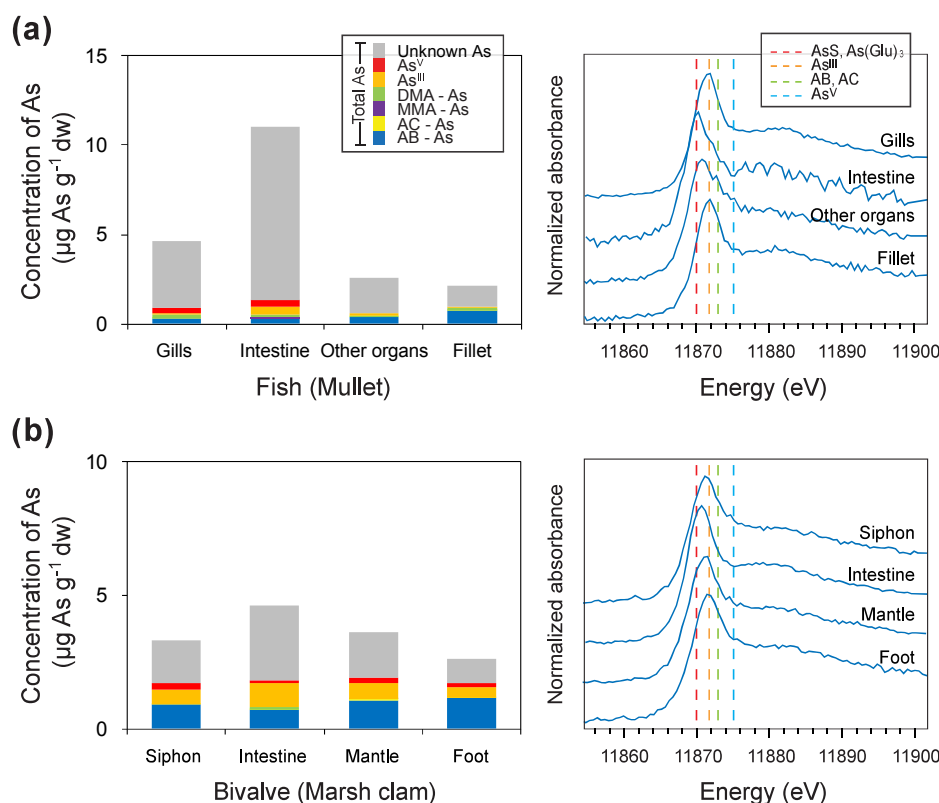 (a)
15
10
5
0
Concentration of As
(µg As g⁻¹ dw)
Total As
Unknown As
Asⱽ
Asᴵᴵᴵ
DMA - As
MMA - As
AC - As
AB - As
Gills
Intestine
Other organs
Fillet
Fish (Mullet)
Normalized absorbance
AsS, As(Glu)₃
Asᴵᴵᴵ
AB, AC
Asⱽ
Gills
Intestine
Other organs
Fillet
11860 11870 11880 11890 11900
Energy (eV)
(b)
10
5
0
Concentration of As
(µg As g⁻¹ dw)
Siphon
Intestine
Mantle
Foot
Bivalve (Marsh clam)
Normalized absorbance
Siphon
Intestine
Mantle
Foot
11860 11870 11880 11890 11900
Energy (eV)